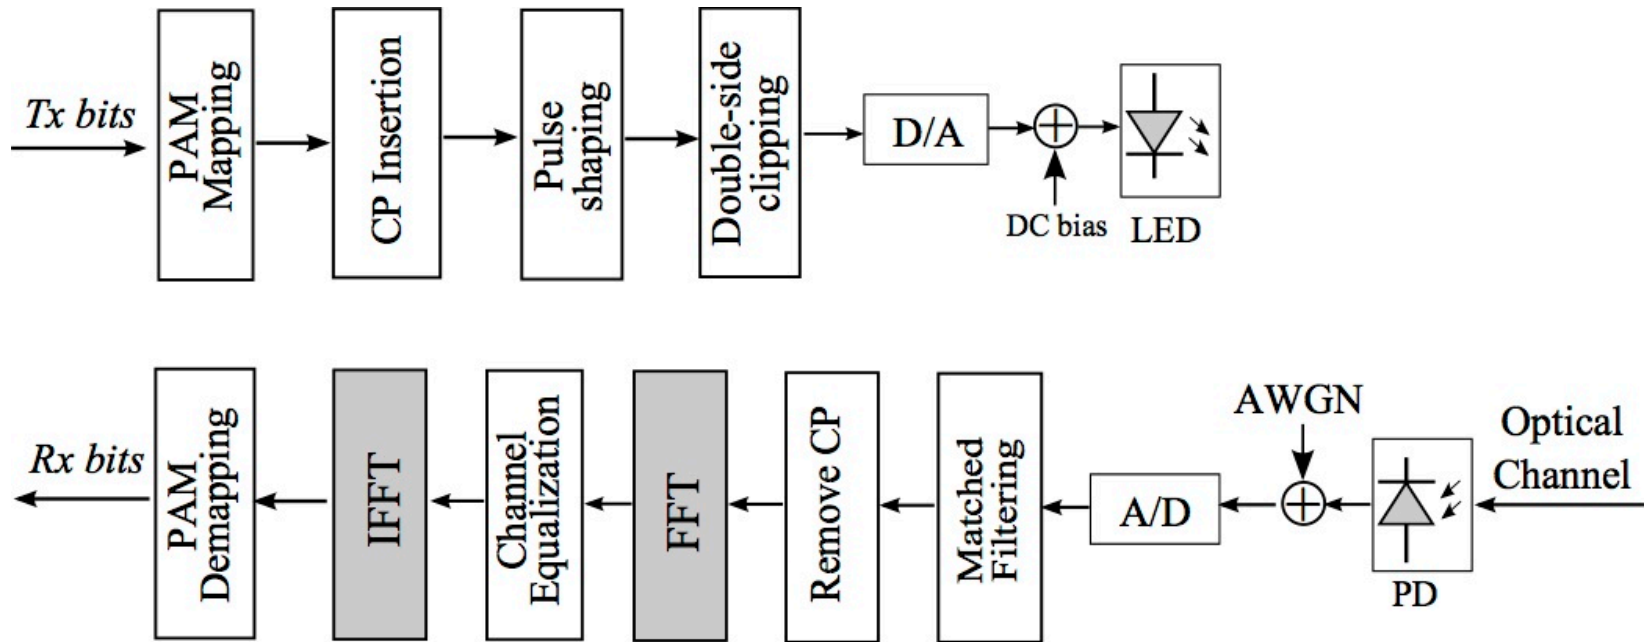 Tx bits
PAM
Mapping
CP Insertion
Pulse
shaping
Double-side
clipping
D/A
DC bias
LED
Rx bits
PAM
Demapping
IFFT
Channel
Equalization
FFT
Remove CP
Matched
Filtering
A/D
AWGN
PD
Optical
Channel